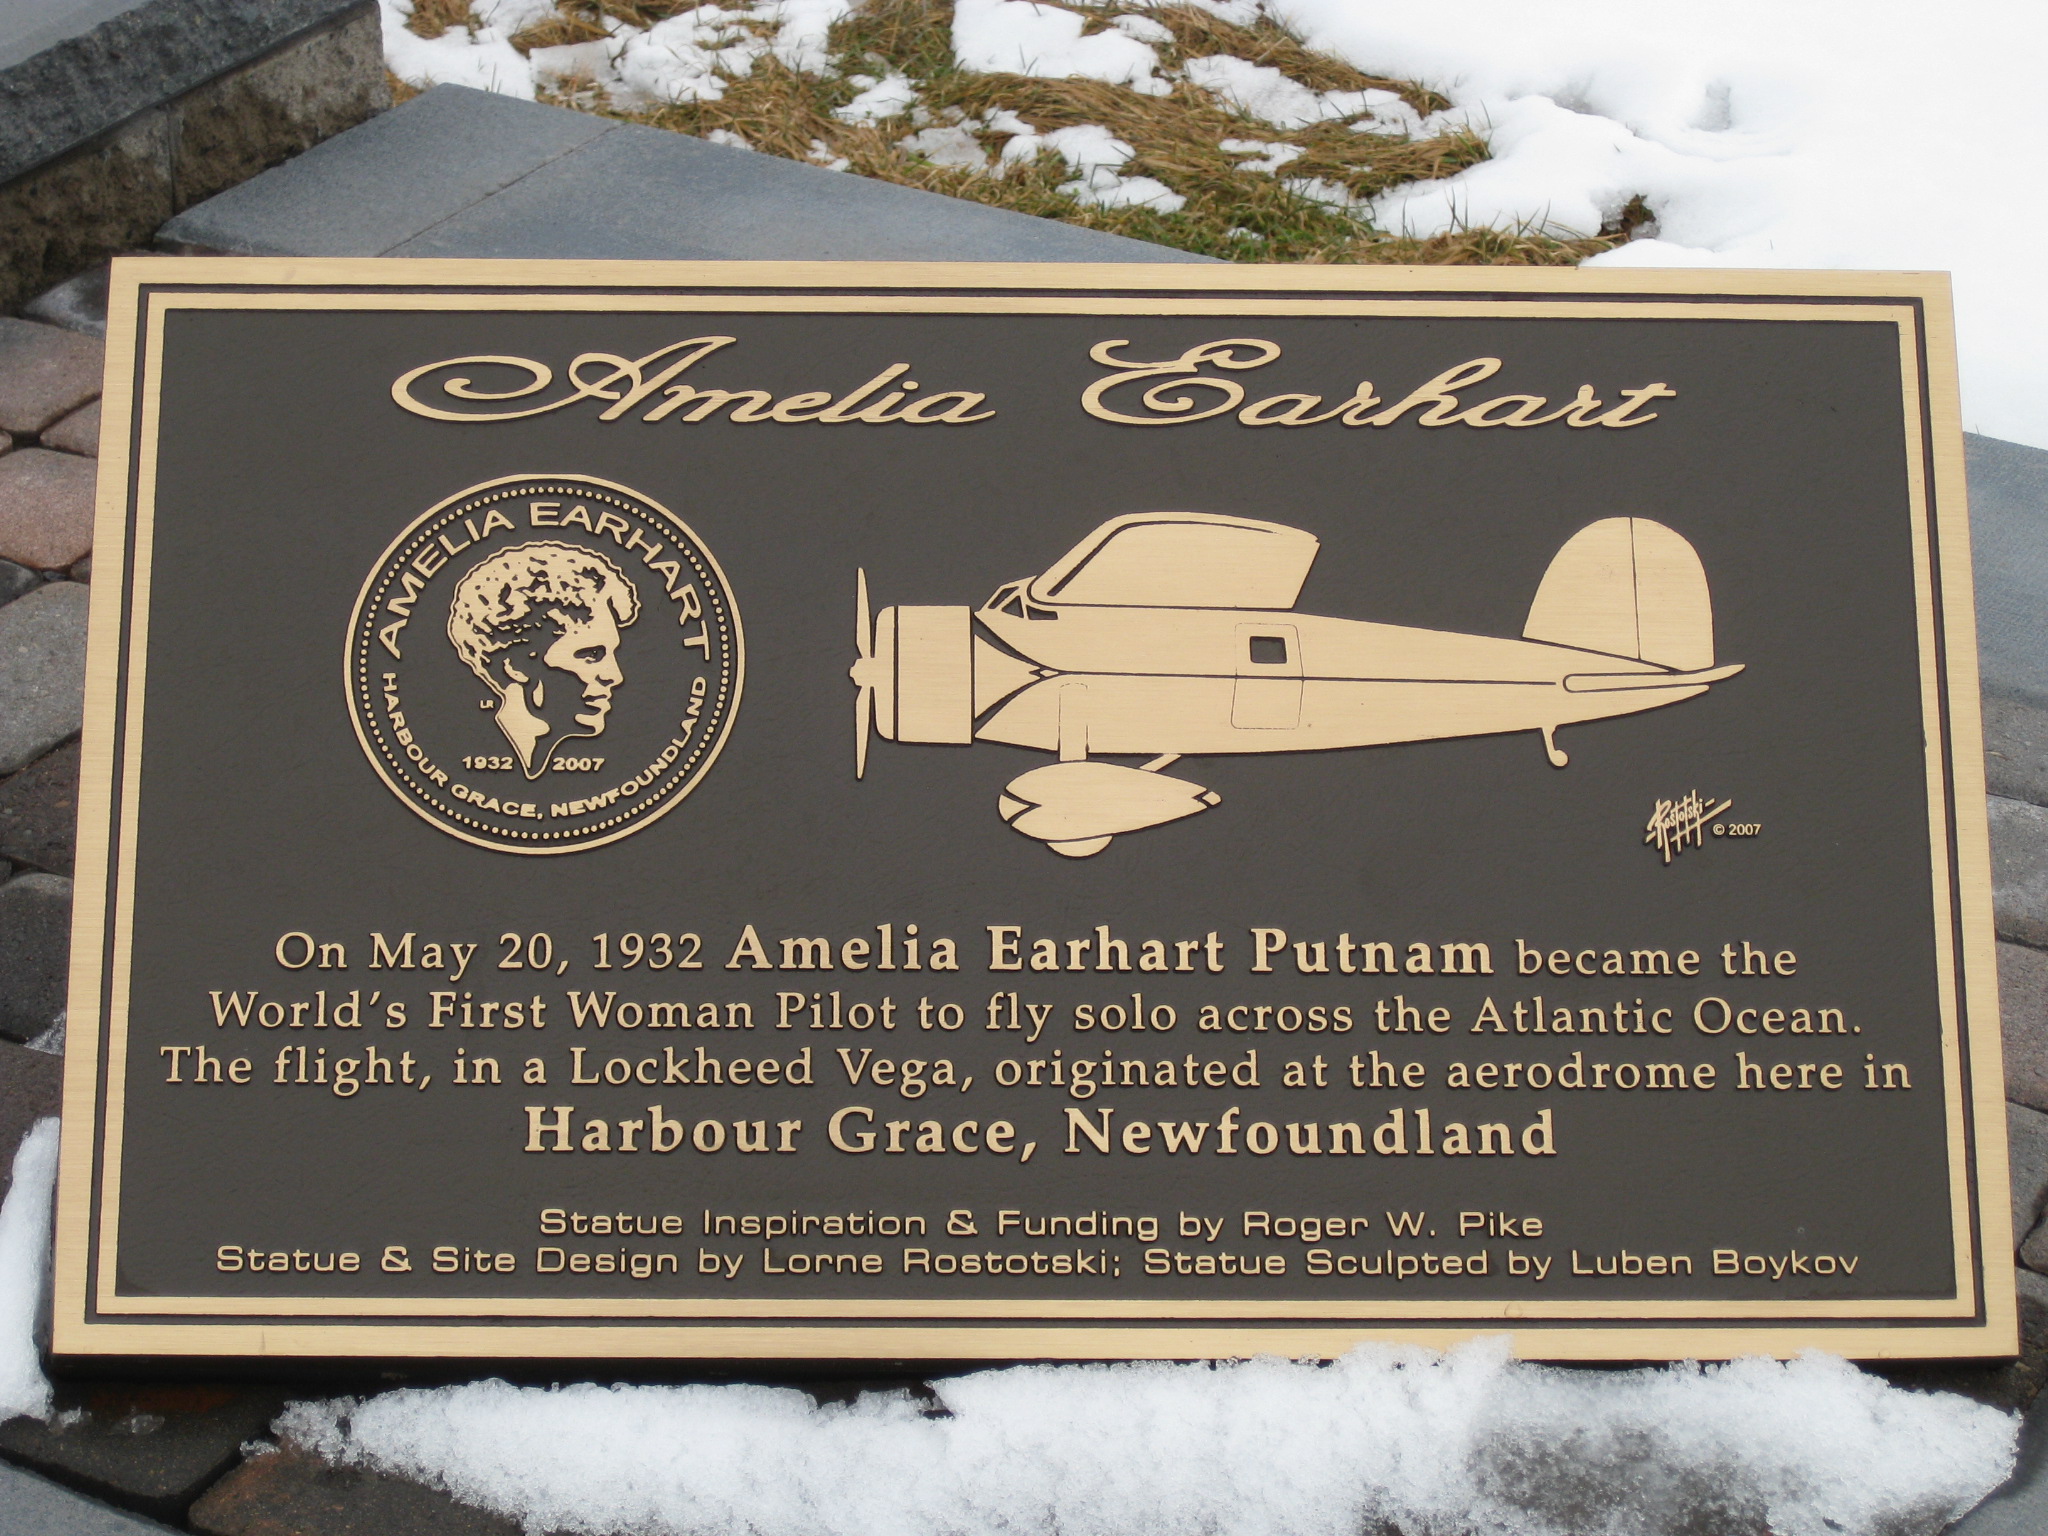 Amelia Earhart
AMELIA EARHART
LR
1932 2007
HARBOUR GRACE, NEWFOUNDLAND
Rostotski © 2007
On May 20, 1932 Amelia Earhart Putnam became the
World's First Woman Pilot to fly solo across the Atlantic Ocean.
The flight, in a Lockheed Vega, originated at the aerodrome here in
Harbour Grace, Newfoundland
Statue Inspiration & Funding by Roger W. Pike
Statue & Site Design by Lorne Rostotski; Statue Sculpted by Luben Boykov